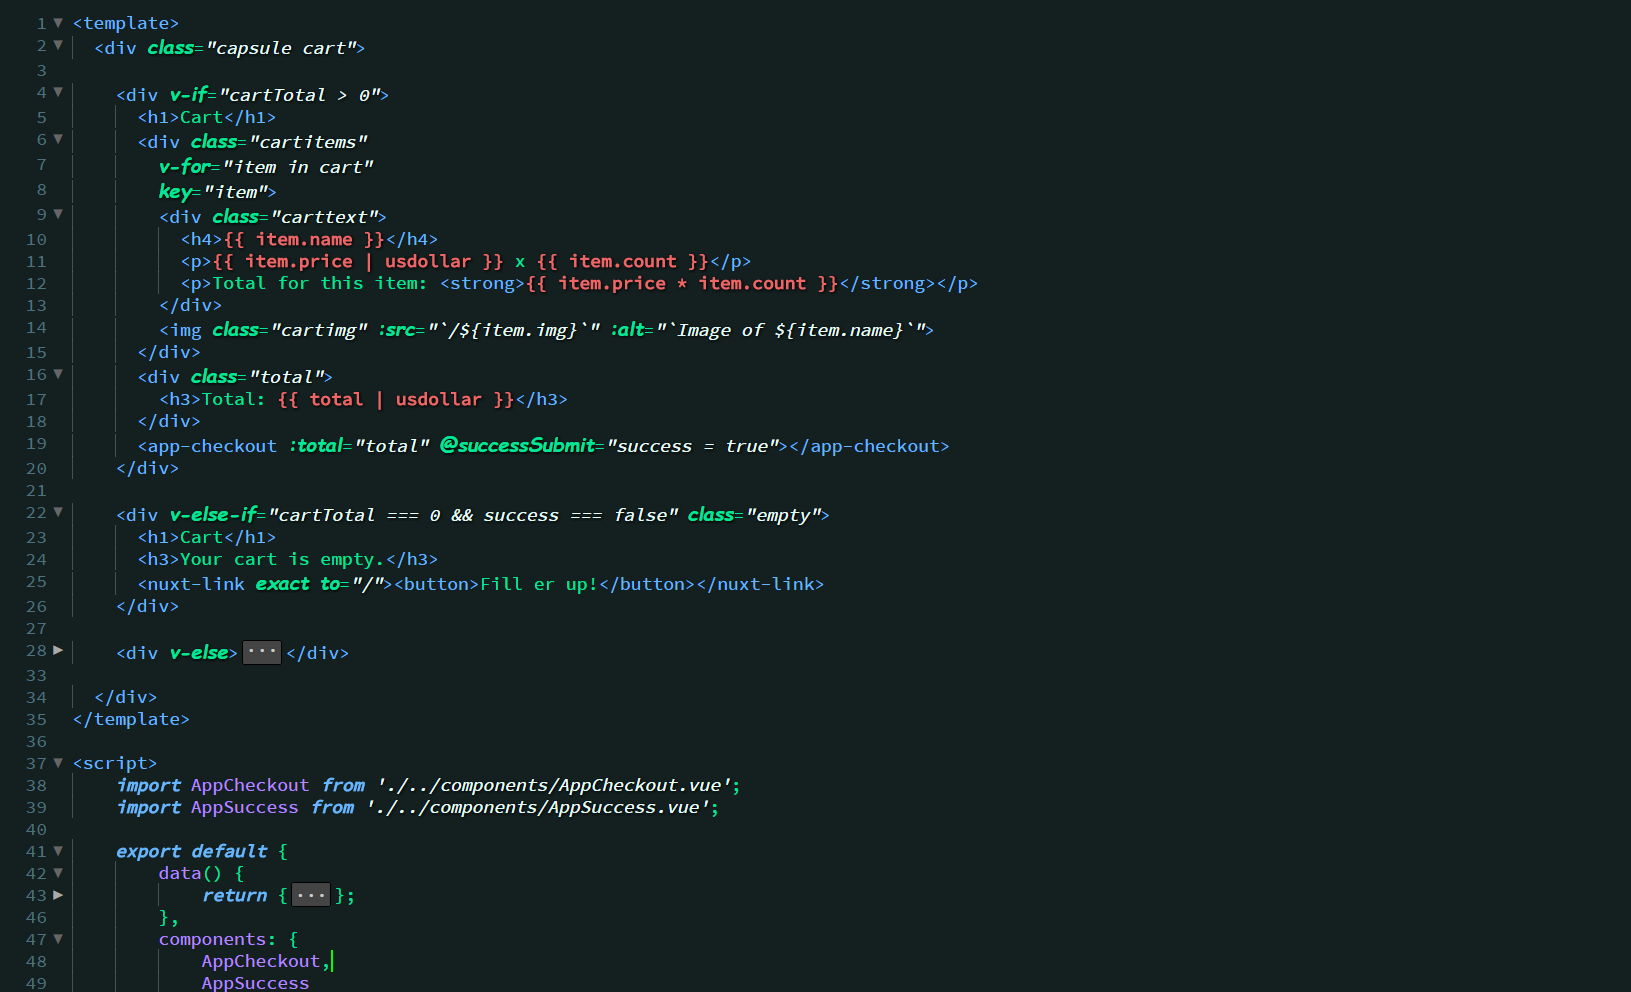 1 <template>
2 <div class="capsule cart">
3
4 <div v-if="cartTotal > 0">
5 <h1>Cart</h1>
6 <div class="cartitems"
7 v-for="item in cart"
8 key="item">
9 <div class="carttext">
10 <h4>{{ item.name }}</h4>
11 <p>{{ item.price | usdollar }} x {{ item.count }}</p>
12 <p>Total for this item: <strong>{{ item.price * item.count }}</strong></p>
13 </div>
14 <img class="cartimg" :src="`/${item.img}`" :alt="`Image of ${item.name}`">
15 </div>
16 <div class="total">
17 <h3>Total: {{ total | usdollar }}</h3>
18 </div>
19 <app-checkout :total="total" @successSubmit="success = true"></app-checkout>
20 </div>
21
22 <div v-else-if="cartTotal === 0 && success === false" class="empty">
23 <h1>Cart</h1>
24 <h3>Your cart is empty.</h3>
25 <nuxt-link exact to="/"><button>Fill er up!</button></nuxt-link>
26 </div>
27
28 <div v-else>···</div>
33
34 </div>
35 </template>
36
37 <script>
38 import AppCheckout from './../components/AppCheckout.vue';
39 import AppSuccess from './../components/AppSuccess.vue';
40
41 export default {
42 data() {
43 return {···};
46 },
47 components: {
48 AppCheckout,
49 AppSuccess